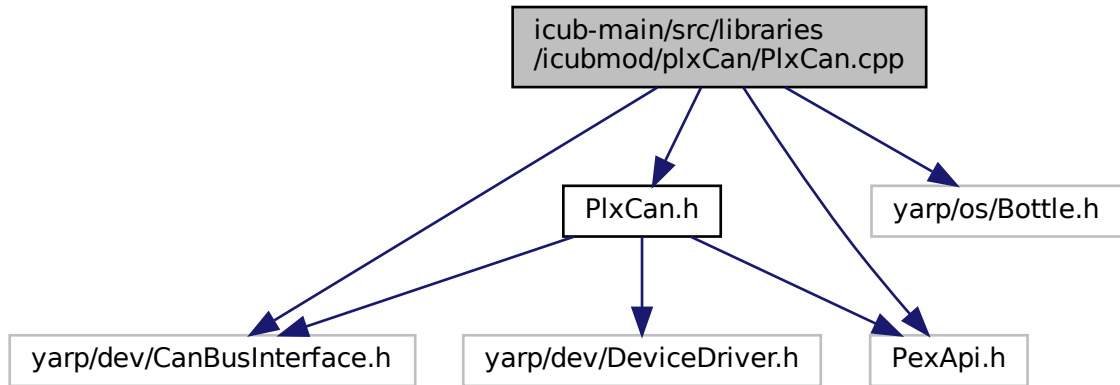 icub-main/src/libraries
/icubmod/plxCan/PlxCan.cpp
PlxCan.h
yarp/os/Bottle.h
yarp/dev/CanBusInterface.h
yarp/dev/DeviceDriver.h
PexApi.h